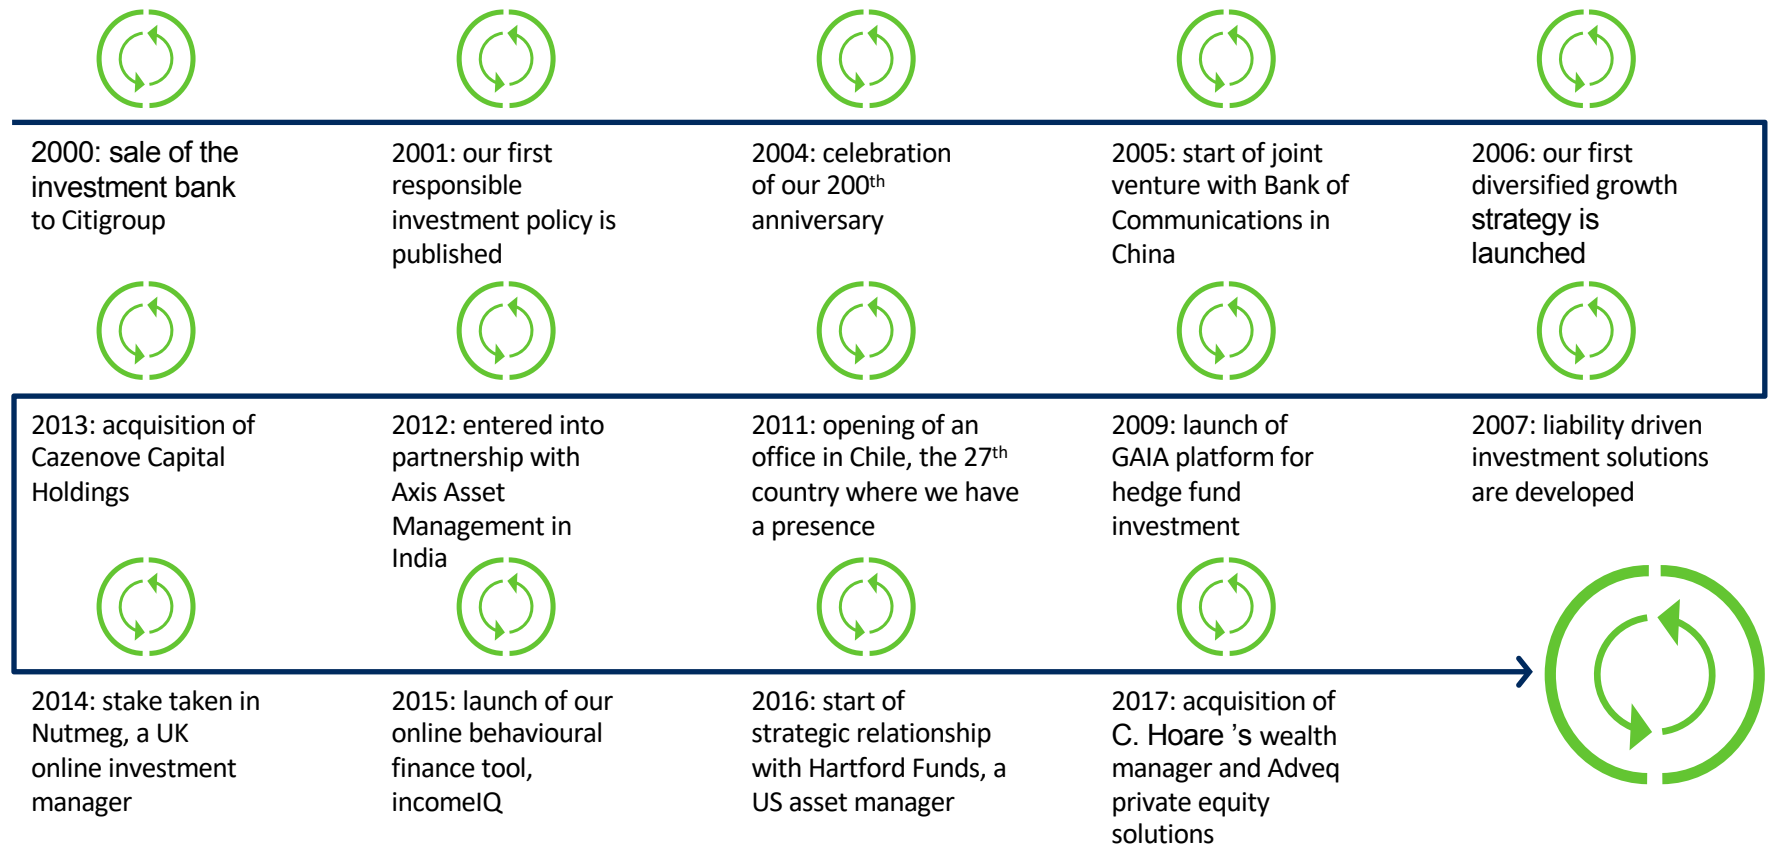 2000: sale of the
investment bank
to Citigroup
2001: our first
responsible
investment policy is
published
2004: celebration
of our 200th
anniversary
2005: start of joint
venture with Bank of
Communications in
China
2006: our first
diversified growth
strategy is
launched
2007: liability driven
investment solutions
are developed
2009: launch of
GAIA platform for
hedge fund
investment
2011: opening of an
office in Chile, the 27th
country where we have
a presence
2012: entered into
partnership with
Axis Asset
Management in
India
2013: acquisition of
Cazenove Capital
Holdings
2014: stake taken in
Nutmeg, a UK
online investment
manager
2015: launch of our
online behavioural
finance tool,
incomeIQ
2016: start of
strategic relationship
with Hartford Funds, a
US asset manager
2017: acquisition of
C. Hoare ’s wealth
manager and Adveq
private equity
solutions